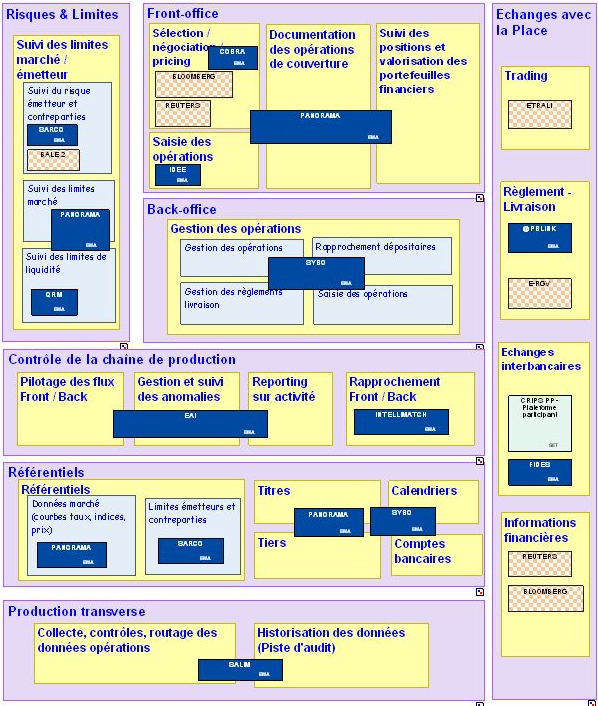 Risques & Limites
Suivi des limites
marché /
émetteur
Suivi du risque
émetteur et
contreparties
BARCO
EMA
BALE 2
Suivi des limites
marché
PANORAMA
EMA
Suivi des limites de
liquidité
QRM
EMA
Front-office
Sélection /
négociation /
pricing
COBRA
EMA
BLOOMBERG
REUTERS
Saisie des
opérations
IDEE
EMA
Documentation
des opérations
de couverture
PANORAMA
EMA
Suivi des
positions et
valorisation des
portefeuilles
financiers
Back-office
Gestion des opérations
Gestion des opérations
Rapprochement dépositaires
SYBO
EMA
Gestion des règlements
livraison
Saisie des opérations
Echanges avec
la Place
Trading
ETRALI
Règlement -
Livraison
@PBLINK
EMA
E-RGV
Echanges
interbancaires
CRIPS PP -
Plateforme
participant
SET
FIDES
EMA
Informations
financières
REUTERS
BLOOMBERG
Contrôle de la chaîne de production
Pilotage des flux
Front / Back
Gestion et suivi
des anomalies
EAI
EMA
Reporting
sur activité
Rapprochement
Front / Back
INTELLIMATCH
EMA
Référentiels
Référentiels
Données marché
(courbes taux, indices,
prix)
PANORAMA
EMA
Limites émetteurs et
contreparties
BARCO
EMA
Titres
Calendriers
PANORAMA
EMA
SYBO
EMA
Tiers
Comptes
bancaires
Production transverse
Collecte, contrôles, routage des
données opérations
Historisation des données
(Piste d'audit)
SALIM
EMA